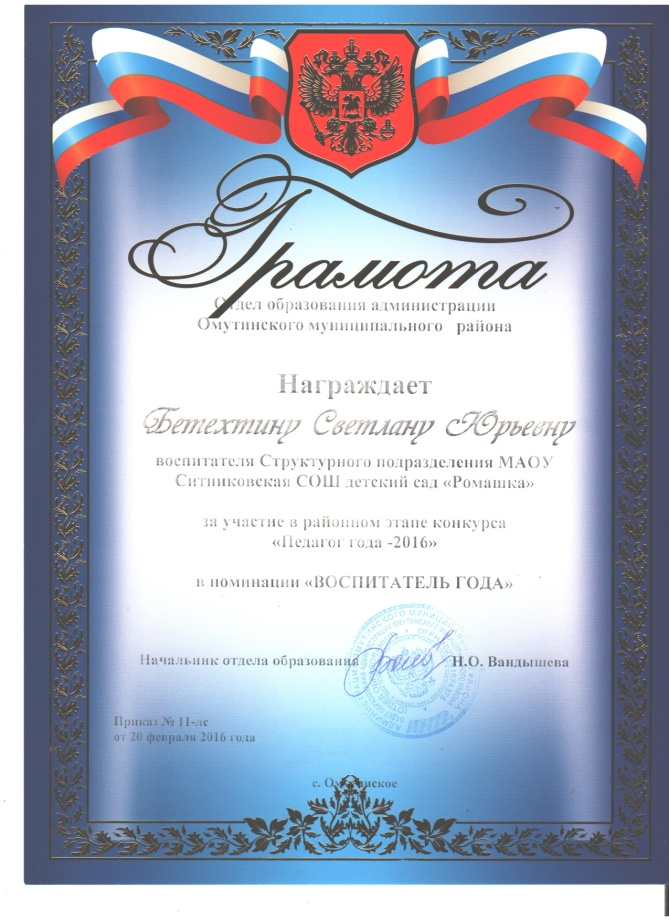 Грамота
Отдел образования администрации
Омутинского муниципального района
Награждает
Бетехтину Светлану Юрьевну
воспитателя Структурного подразделения МАОУ
Ситниковская СОШ детский сад «Ромашка»
за участие в районном этапе конкурса
«Педагог года -2016»
в номинации «ВОСПИТАТЕЛЬ ГОДА»
Начальник отдела образования Н.О. Вандышева
Приказ № 11-лс
от 20 февраля 2016 года
с. Омутинское